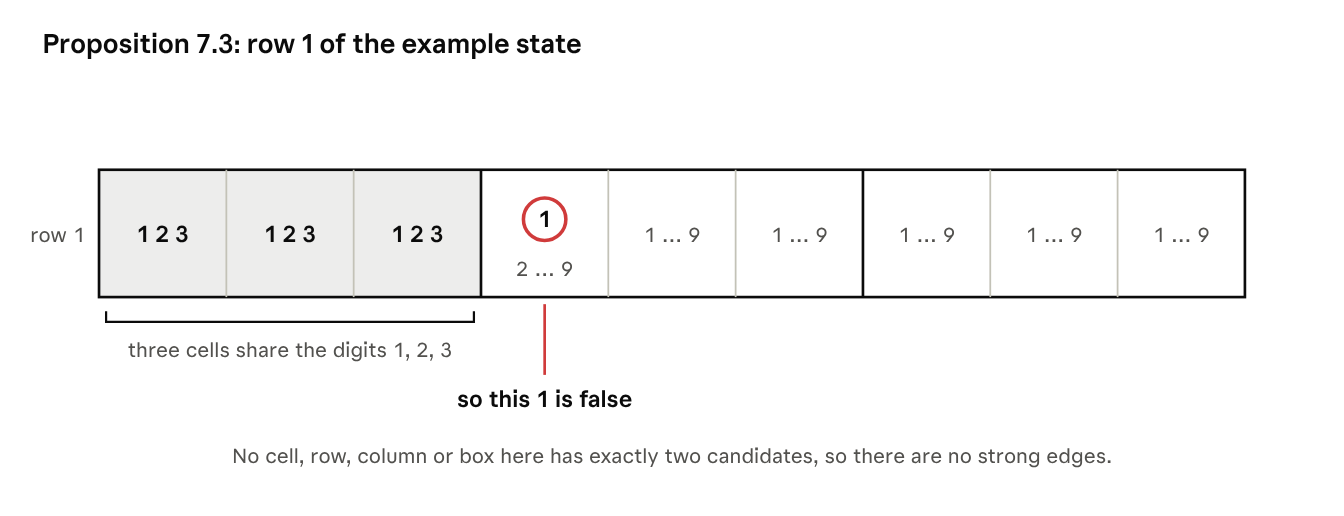 Proposition 7.3: row 1 of the example state
row 1
1 2 3
1 2 3
1 2 3
1
2 ... 9
1 ... 9
1 ... 9
1 ... 9
1 ... 9
1 ... 9
three cells share the digits 1, 2, 3
so this 1 is false
No cell, row, column or box here has exactly two candidates, so there are no strong edges.